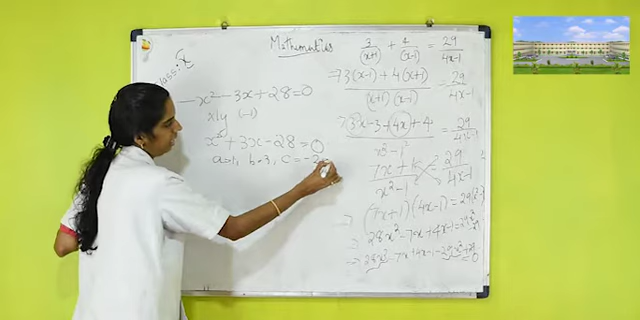 Mathematics
Class: X
-x² - 3x + 28 = 0
xly (-1)
x² + 3x - 28 = 0
a=1, b=3, c = -28
3/(x+1) + 4/(x-1) = 29/(4x-1)
⇒ 3(x-1) + 4(x+1) / (x+1)(x-1) = 29/(4x-1)
⇒ 3x - 3 + 4x + 4 / x² - 1² = 29/(4x-1)
7x + 1 / x² - 1 = 29/(4x-1)
⇒ (7x+1)(4x-1) = 29(x²-1)
⇒ 28x² - 7x + 4x - 1 = 29x²
⇒ 28x² - 7x + 4x - 1 - 29x² + 29 = 0